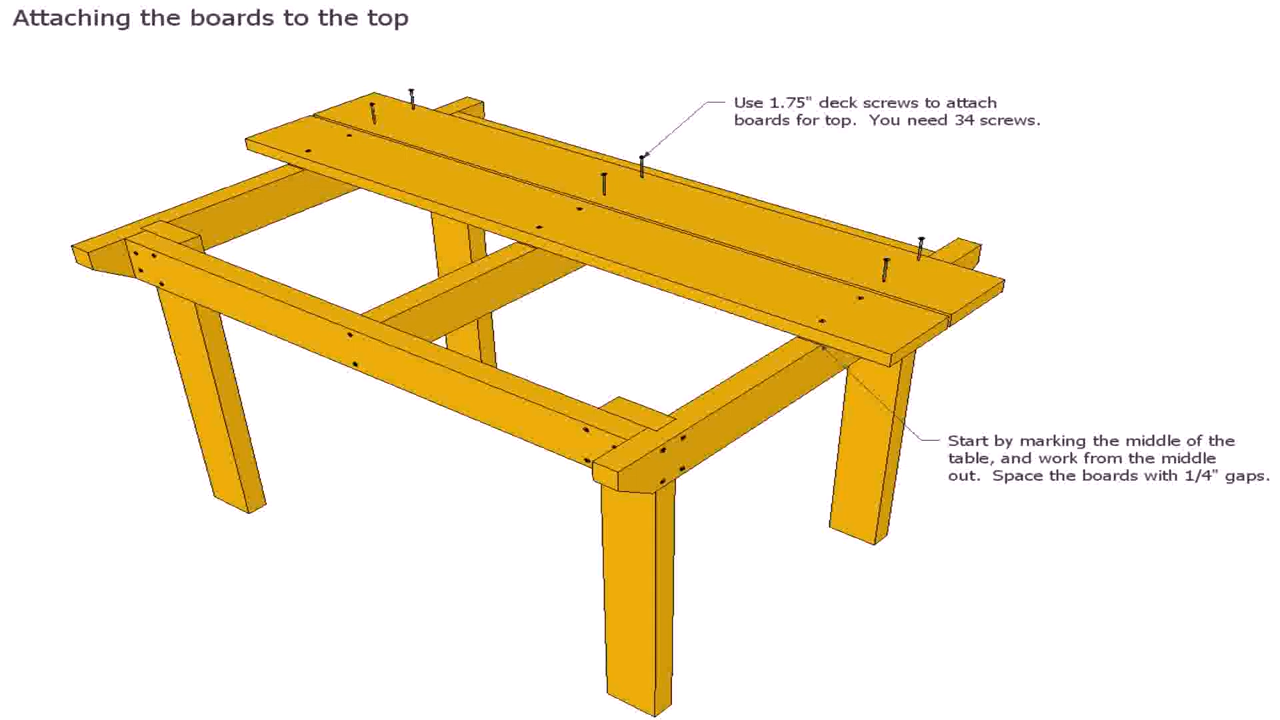 Attaching the boards to the top
Use 1.75" deck screws to attach
boards for top.  You need 34 screws.
Start by marking the middle of the
table, and work from the middle
out.  Space the boards with 1/4" gaps.